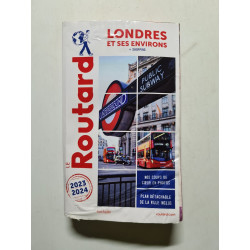 LONDRES
ET SES ENVIRONS
LE
Routard
PUBLIC
SUBWAY
2023
2024
NOS COUPS DE
CŒUR EN PHOTOS
PLAN DÉTACHABLE
DE LA VILLE INCLUS